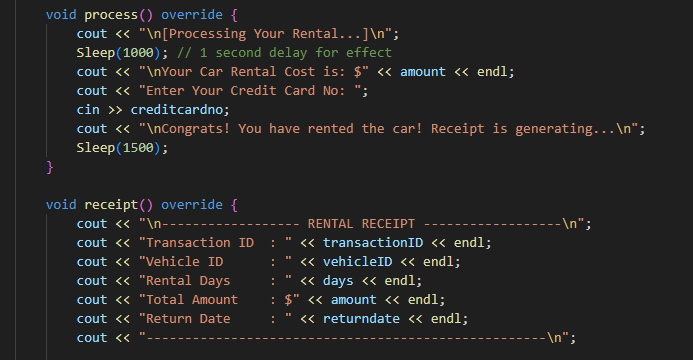 void process() override {
    cout << "\n[Processing Your Rental...]\n";
    Sleep(1000); // 1 second delay for effect
    cout << "\nYour Car Rental Cost is: $" << amount << endl;
    cout << "Enter Your Credit Card No: ";
    cin >> creditcardno;
    cout << "\nCongrats! You have rented the car! Receipt is generating...\n";
    Sleep(1500);
}

void receipt() override {
    cout << "\n------------------ RENTAL RECEIPT ------------------\n";
    cout << "Transaction ID  : " << transactionID << endl;
    cout << "Vehicle ID      : " << vehicleID << endl;
    cout << "Rental Days     : " << days << endl;
    cout << "Total Amount    : $" << amount << endl;
    cout << "Return Date     : " << returndate << endl;
    cout << "----------------------------------------------------\n";